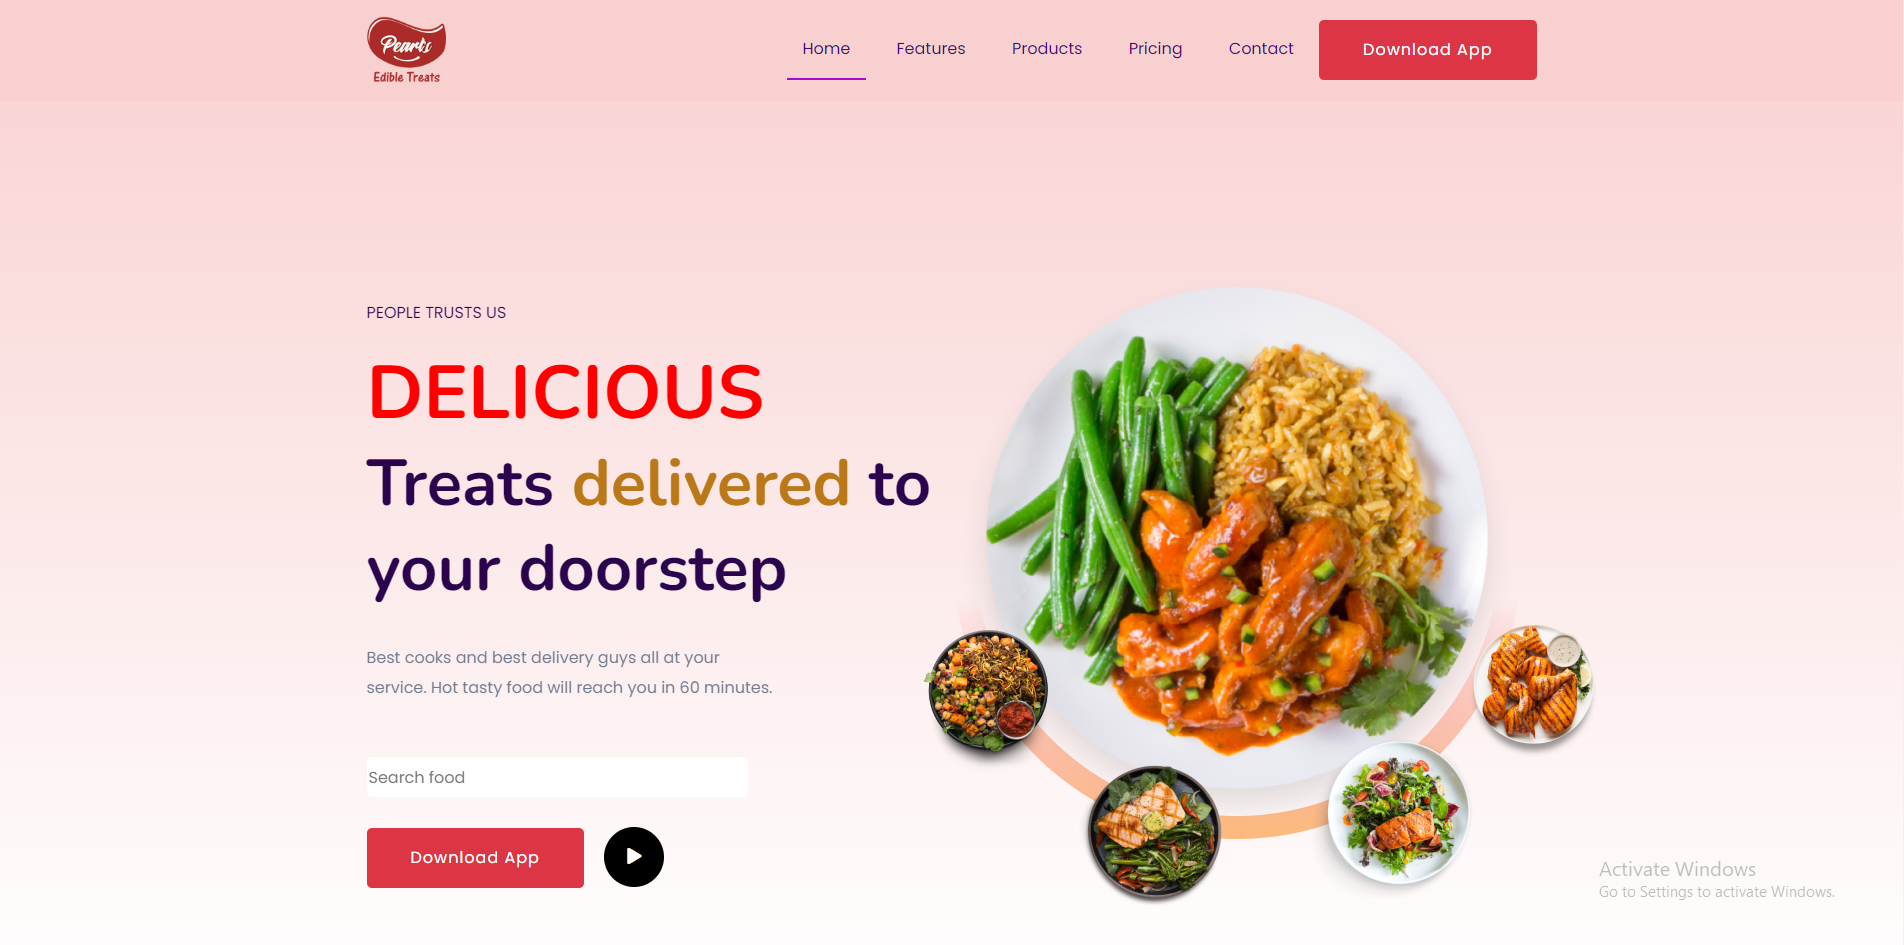 Pearls
Edible Treats
Home
Features
Products
Pricing
Contact
Download App
PEOPLE TRUSTS US
DELICIOUS
Treats delivered to
your doorstep
Best cooks and best delivery guys all at your
service. Hot tasty food will reach you in 60 minutes.
Search food
Download App
Activate Windows
Go to Settings to activate Windows.